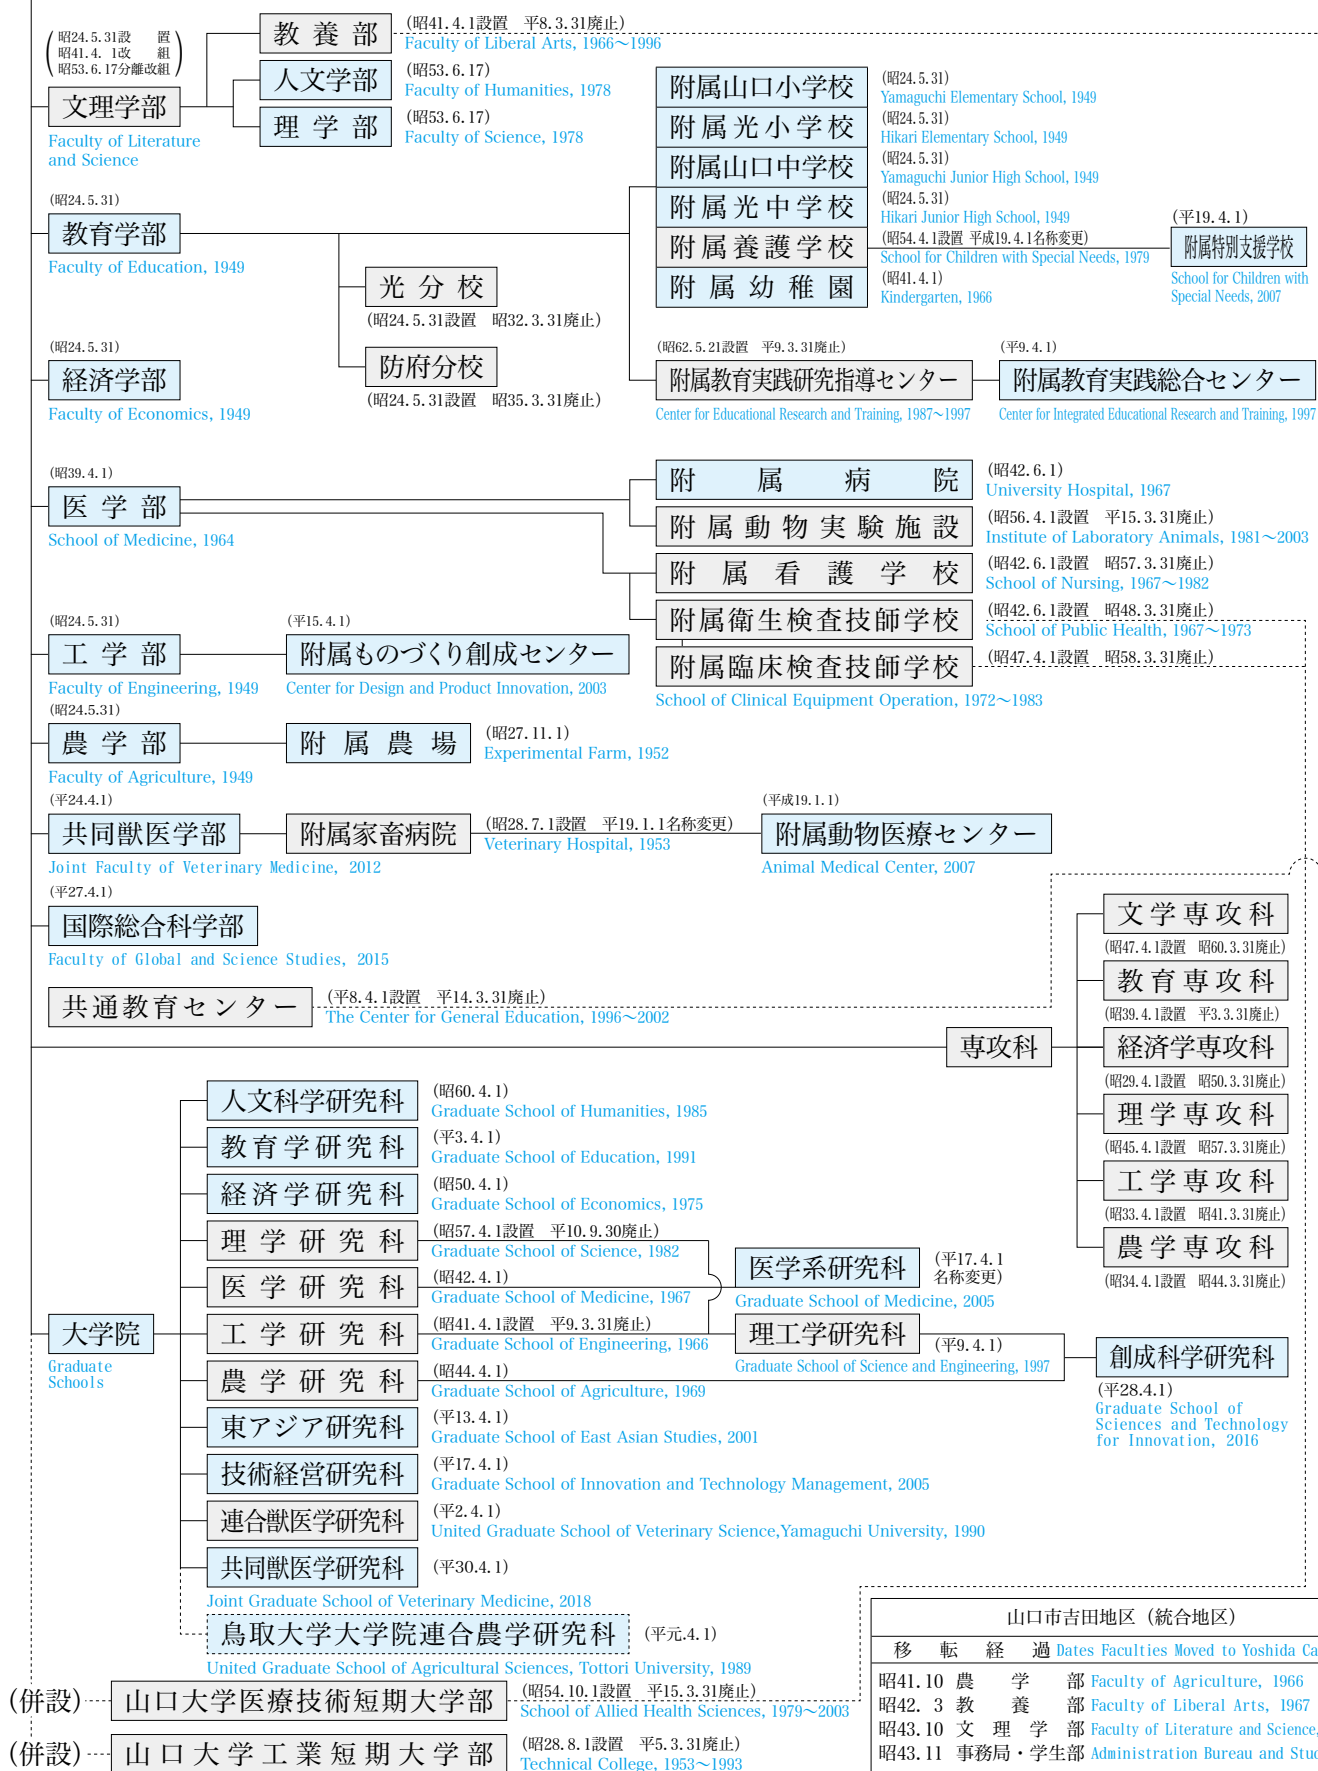 (昭24.5.31設 置
昭41.4. 1改 組
昭53.6.17分離改組)
文理学部
Faculty of Literature
and Science
教養部
(昭41.4.1設置 平8.3.31廃止)
Faculty of Liberal Arts, 1966～1996
人文学部
(昭53.6.17)
Faculty of Humanities, 1978
理学部
(昭53.6.17)
Faculty of Science, 1978
(昭24.5.31)
教育学部
Faculty of Education, 1949
附属山口小学校
(昭24.5.31)
Yamaguchi Elementary School, 1949
附属光小学校
(昭24.5.31)
Hikari Elementary School, 1949
附属山口中学校
(昭24.5.31)
Yamaguchi Junior High School, 1949
附属光中学校
(昭24.5.31)
Hikari Junior High School, 1949
附属養護学校
(昭54.4.1設置 平成19.4.1名称変更)
School for Children with Special Needs, 1979
(平19.4.1)
附属特別支援学校
School for Children with
Special Needs, 2007
附属幼稚園
(昭41.4.1)
Kindergarten, 1966
光分校
(昭24.5.31設置 昭32.3.31廃止)
防府分校
(昭24.5.31設置 昭35.3.31廃止)
(昭62.5.21設置 平9.3.31廃止)
附属教育実践研究指導センター
Center for Educational Research and Training, 1987～1997
(平9.4.1)
附属教育実践総合センター
Center for Integrated Educational Research and Training, 1997
(昭24.5.31)
経済学部
Faculty of Economics, 1949
(昭39.4.1)
医学部
School of Medicine, 1964
附属病院
(昭42.6.1)
University Hospital, 1967
附属動物実験施設
(昭56.4.1設置 平15.3.31廃止)
Institute of Laboratory Animals, 1981～2003
附属看護学校
(昭42.6.1設置 昭57.3.31廃止)
School of Nursing, 1967～1982
附属衛生検査技師学校
(昭42.6.1設置 昭48.3.31廃止)
School of Public Health, 1967～1973
附属臨床検査技師学校
(昭47.4.1設置 昭58.3.31廃止)
School of Clinical Equipment Operation, 1972～1983
(昭24.5.31)
工学部
Faculty of Engineering, 1949
(平15.4.1)
附属ものづくり創成センター
Center for Design and Product Innovation, 2003
(昭24.5.31)
農学部
Faculty of Agriculture, 1949
附属農場
(昭27.11.1)
Experimental Farm, 1952
(平24.4.1)
共同獣医学部
Joint Faculty of Veterinary Medicine, 2012
附属家畜病院
(昭28.7.1設置 平19.1.1名称変更)
Veterinary Hospital, 1953
(平成19.1.1)
附属動物医療センター
Animal Medical Center, 2007
(平27.4.1)
国際総合科学部
Faculty of Global and Science Studies, 2015
共通教育センター
(平8.4.1設置 平14.3.31廃止)
The Center for General Education, 1996～2002
専攻科
文学専攻科
(昭47.4.1設置 昭60.3.31廃止)
教育専攻科
(昭39.4.1設置 平3.3.31廃止)
経済学専攻科
(昭29.4.1設置 昭50.3.31廃止)
理学専攻科
(昭45.4.1設置 昭57.3.31廃止)
工学専攻科
(昭33.4.1設置 昭41.3.31廃止)
農学専攻科
(昭34.4.1設置 昭44.3.31廃止)
大学院
Graduate
Schools
人文科学研究科
(昭60.4.1)
Graduate School of Humanities, 1985
教育学研究科
(平3.4.1)
Graduate School of Education, 1991
経済学研究科
(昭50.4.1)
Graduate School of Economics, 1975
理学研究科
(昭57.4.1設置 平10.9.30廃止)
Graduate School of Science, 1982
医学研究科
(昭42.4.1)
Graduate School of Medicine, 1967
医学系研究科
(平17.4.1
名称変更)
Graduate School of Medicine, 2005
工学研究科
(昭41.4.1設置 平9.3.31廃止)
Graduate School of Engineering, 1966
理工学研究科
(平9.4.1)
Graduate School of Science and Engineering, 1997
農学研究科
(昭44.4.1)
Graduate School of Agriculture, 1969
創成科学研究科
(平28.4.1)
Graduate School of
Sciences and Technology
for Innovation, 2016
東アジア研究科
(平13.4.1)
Graduate School of East Asian Studies, 2001
技術経営研究科
(平17.4.1)
Graduate School of Innovation and Technology Management, 2005
連合獣医学研究科
(平2.4.1)
United Graduate School of Veterinary Science,Yamaguchi University, 1990
共同獣医学研究科
(平30.4.1)
Joint Graduate School of Veterinary Medicine, 2018
鳥取大学大学院連合農学研究科
(平元.4.1)
United Graduate School of Agricultural Sciences, Tottori University, 1989
(併設)
山口大学医療技術短期大学部
(昭54.10.1設置 平15.3.31廃止)
School of Allied Health Sciences, 1979～2003
(併設)
山口大学工業短期大学部
(昭28.8.1設置 平5.3.31廃止)
Technical College, 1953～1993
山口市吉田地区（統合地区）
移転経過 Dates Faculties Moved to Yoshida Ca
昭41.10 農学部 Faculty of Agriculture, 1966
昭42. 3 教養部 Faculty of Liberal Arts, 1967
昭43.10 文理学部 Faculty of Literature and Science,
昭43.11 事務局・学生部 Administration Bureau and Stud